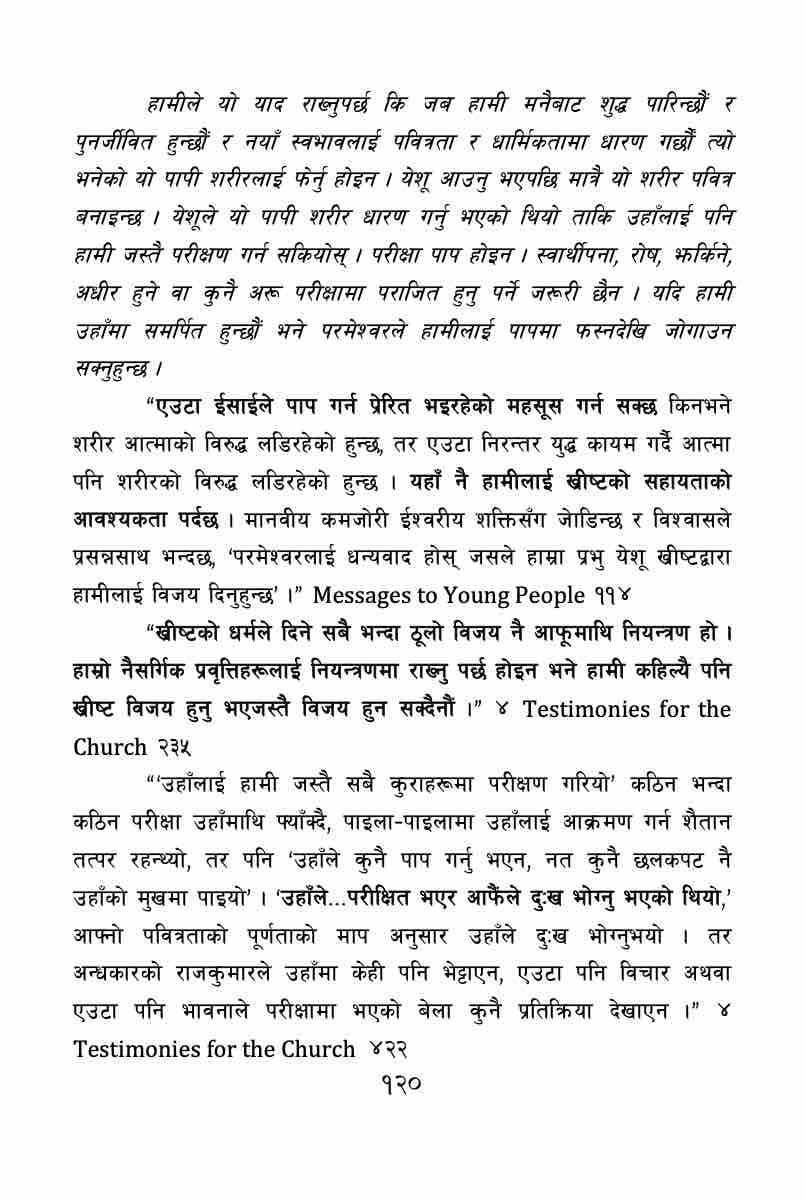 हामीले यो याद राख्नुपर्छ कि जब हामी मनैबाट शुद्ध पारिन्छौं र
पुनर्जीवित हुन्छौं र नयाँ स्वभावलाई पवित्रता र धार्मिकतामा धारण गर्छौं त्यो
भनेको यो पापी शरीरलाई फेर्नु होइन । येशू आउनु भएपछि मात्रै यो शरीर पवित्र
बनाइन्छ । येशूले यो पापी शरीर धारण गर्नु भएको थियो ताकि उहाँलाई पनि
हामी जस्तै परीक्षण गर्न सकियोस् । परीक्षा पाप होइन । स्वार्थीपना, रोष, झर्किने,
अधीर हुने वा कुनै अरू परीक्षामा पराजित हुनु पर्ने जरूरी छैन । यदि हामी
उहाँमा समर्पित हुन्छौं भने परमेश्वरले हामीलाई पापमा फस्नदेखि जोगाउन
सक्नुहुन्छ ।
“एउटा ईसाईले पाप गर्न प्रेरित भइरहेको महसूस गर्न सक्छ किनभने
शरीर आत्माको विरुद्ध लडिरहेको हुन्छ, तर एउटा निरन्तर युद्ध कायम गर्दै आत्मा
पनि शरीरको विरुद्ध लडिरहेको हुन्छ । यहाँ नै हामीलाई ख्रीष्टको सहायताको
आवश्यकता पर्दछ । मानवीय कमजोरी ईश्वरीय शक्तिसँग जोडिन्छ र विश्वासले
प्रसन्नसाथ भन्दछ, ‘परमेश्वरलाई धन्यवाद होस् जसले हाम्रा प्रभु येशू ख्रीष्टद्वारा
हामीलाई विजय दिनुहुन्छ’ ।” Messages to Young People ११४
“ख्रीष्टको धर्मले दिने सबै भन्दा ठूलो विजय नै आफूमाथि नियन्त्रण हो ।
हाम्रो नैसर्गिक प्रवृत्तिहरूलाई नियन्त्रणमा राख्नु पर्छ होइन भने हामी कहिल्यै पनि
ख्रीष्ट विजय हुनु भएजस्तै विजय हुन सक्दैनौं ।” ४ Testimonies for the
Church २३५
“‘उहाँलाई हामी जस्तै सबै कुराहरूमा परीक्षण गरियो’ कठिन भन्दा
कठिन परीक्षा उहाँमाथि फ्याँक्दै, पाइला-पाइलामा उहाँलाई आक्रमण गर्न शैतान
तत्पर रहन्थ्यो, तर पनि ‘उहाँले कुनै पाप गर्नु भएन, नत कुनै छलकपट नै
उहाँको मुखमा पाइयो’ । ‘उहाँले...परीक्षित भएर आफैंले दुःख भोग्नु भएको थियो,’
आफ्नो पवित्रताको पूर्णताको माप अनुसार उहाँले दुःख भोग्नुभयो । तर
अन्धकारको राजकुमारले उहाँमा केही पनि भेट्टाएन, एउटा पनि विचार अथवा
एउटा पनि भावनाले परीक्षामा भएको बेला कुनै प्रतिक्रिया देखाएन ।” ४
Testimonies for the Church ४२२
१२०